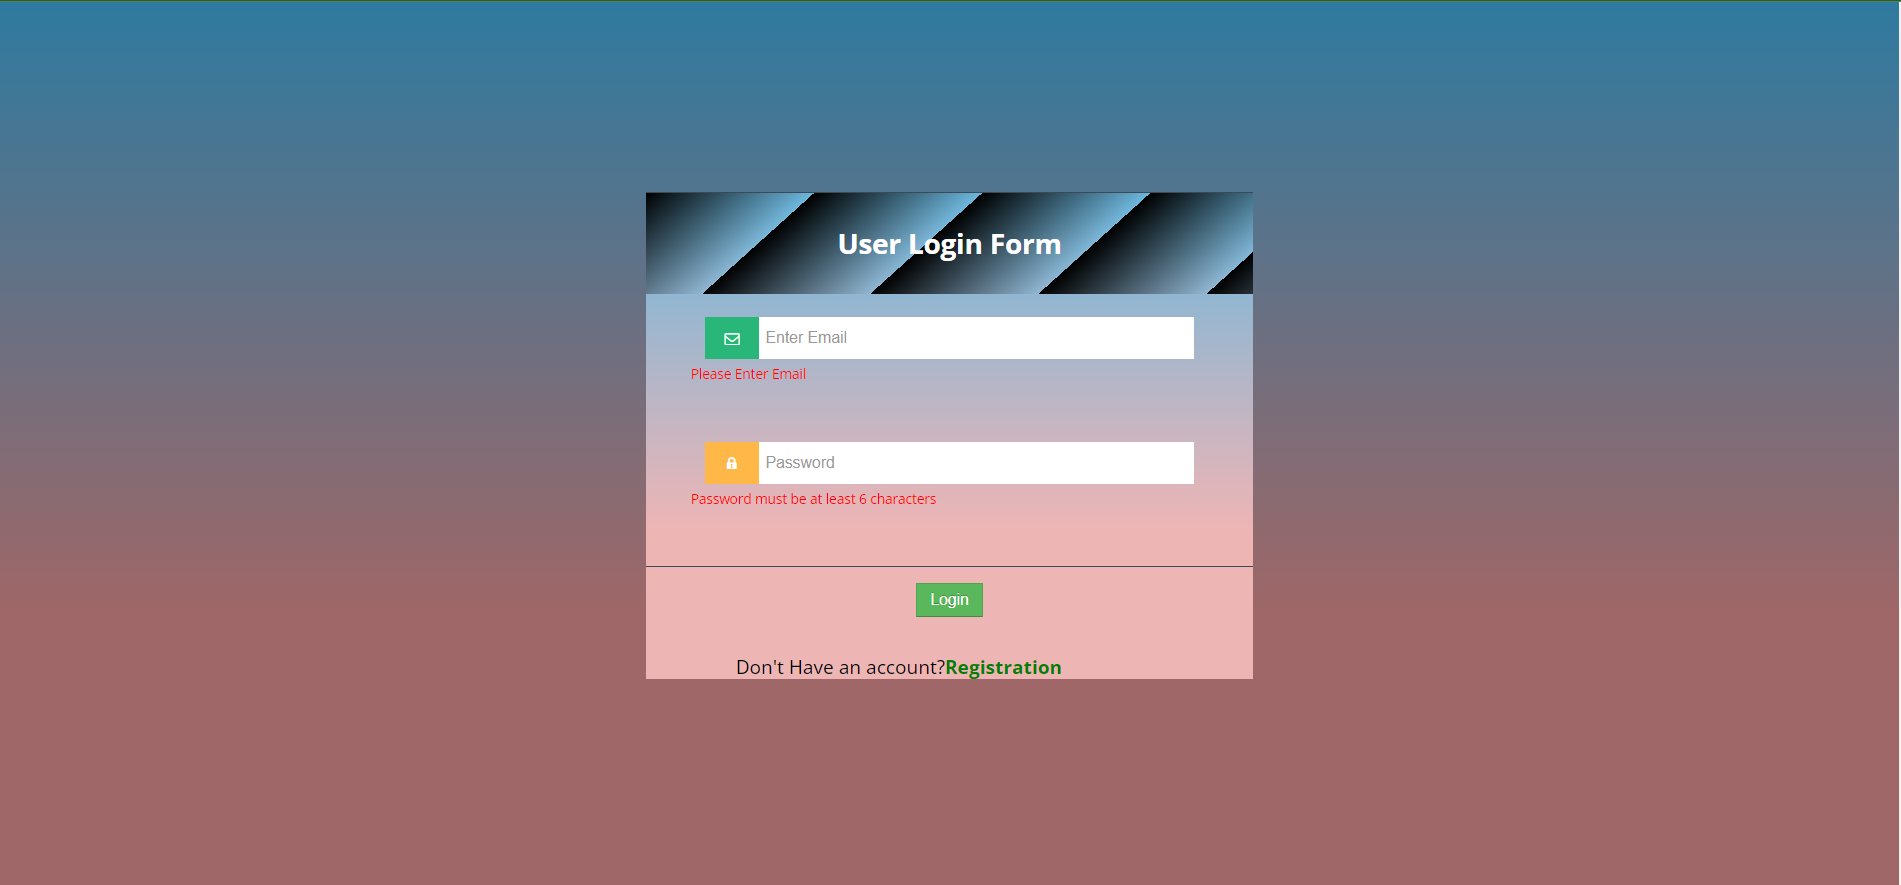 User Login Form
Enter Email
Please Enter Email
Password
Password must be at least 6 characters
Login
Don't Have an account?Registration